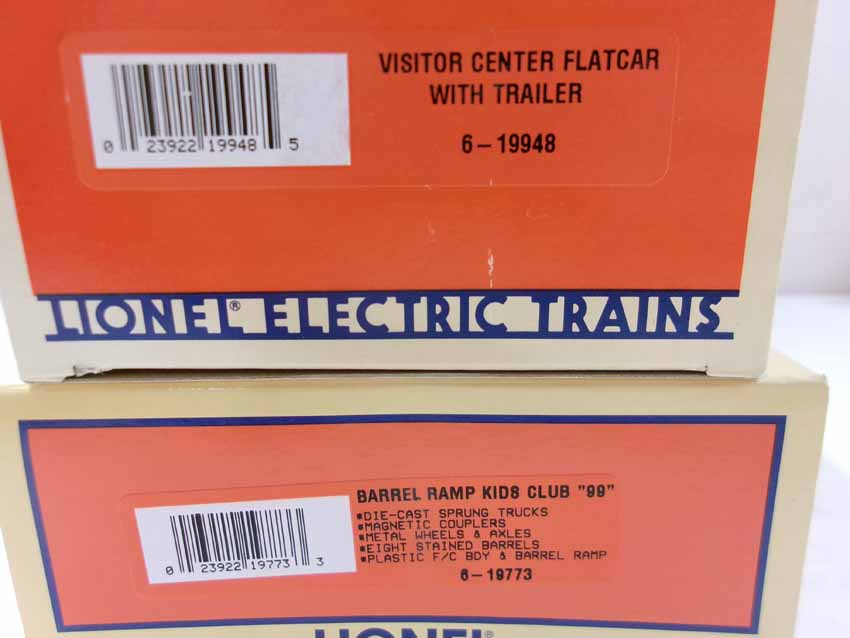 VISITOR CENTER FLATCAR
WITH TRAILER
6-19948
0 23922 19948 5
LIONEL® ELECTRIC TRAINS
BARREL RAMP KIDS CLUB "99"
▪DIE-CAST SPRUNG TRUCKS
▪MAGNETIC COUPLERS
▪METAL WHEELS & AXLES
▪EIGHT STAINED BARRELS
▪PLASTIC F/C BDY & BARREL RAMP
6-19773
0 23922 19773 3
LIONEL®